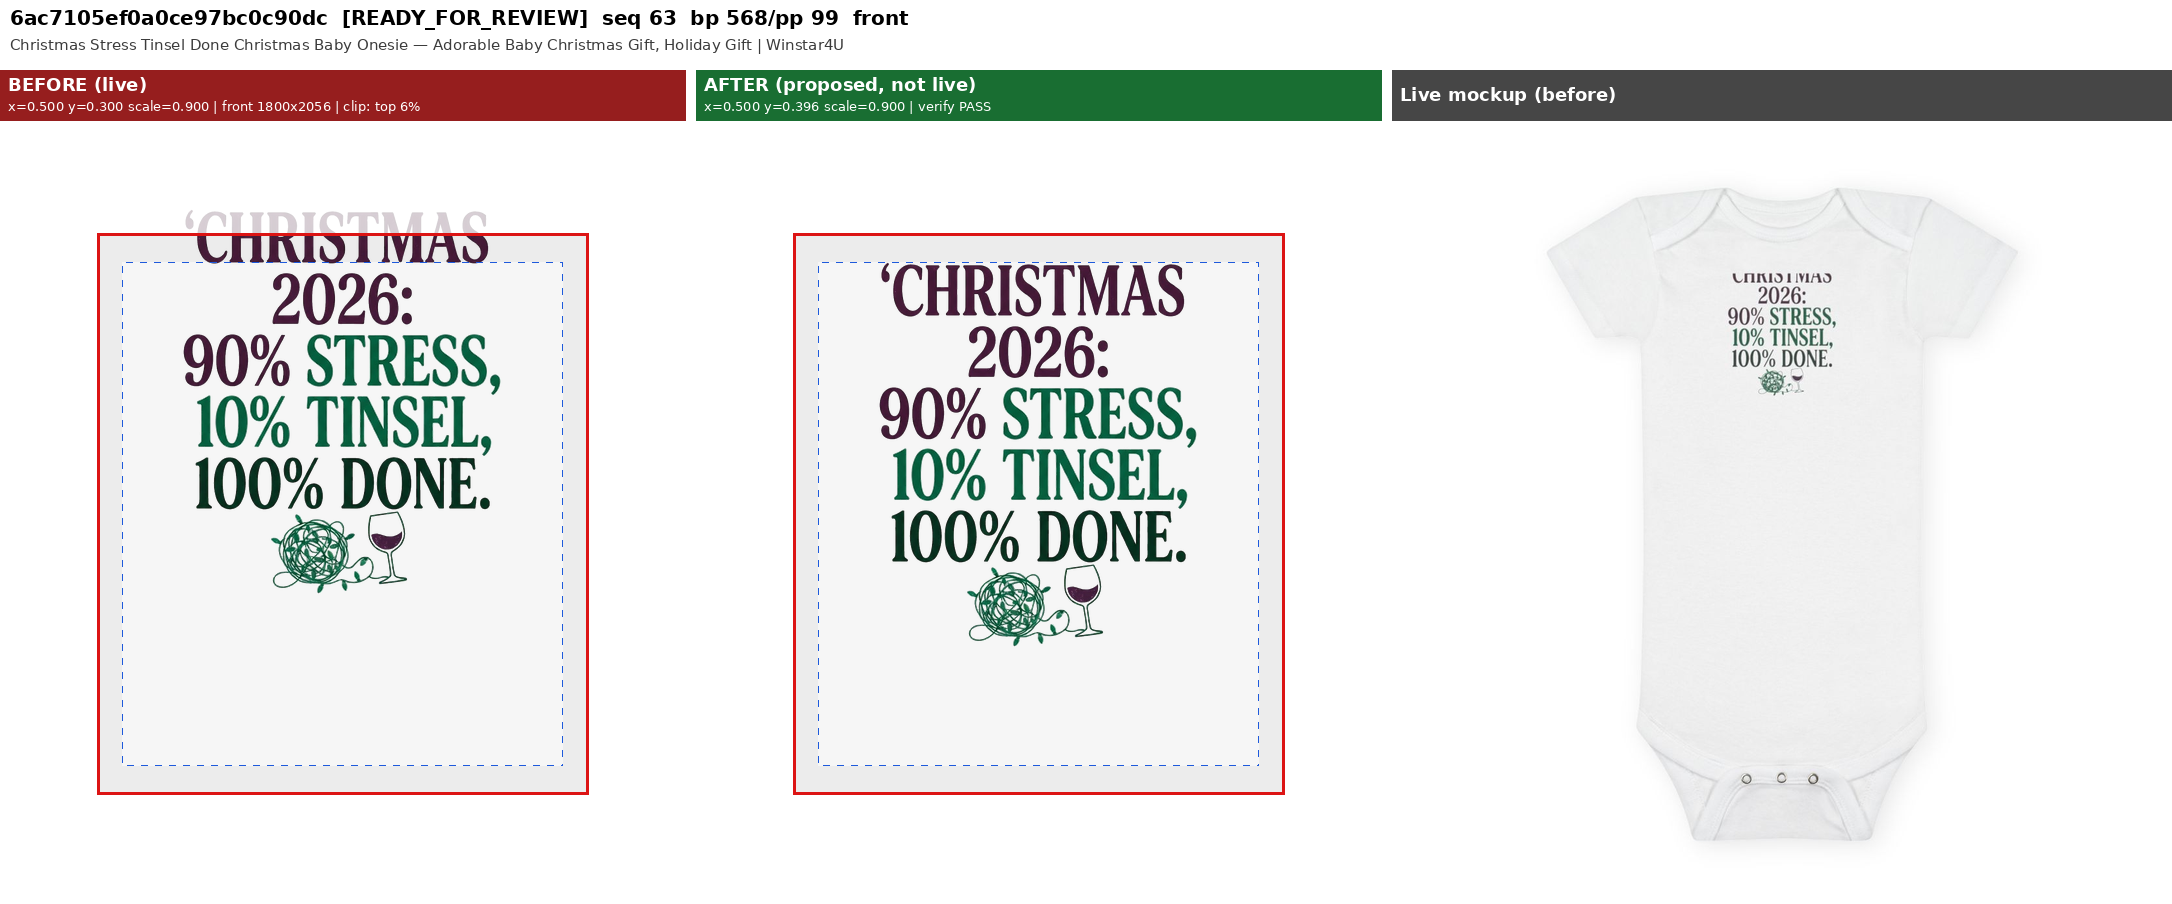 6ac7105ef0a0ce97bc0c90dc [READY_FOR_REVIEW] seq 63 bp 568/pp 99 front
Christmas Stress Tinsel Done Christmas Baby Onesie — Adorable Baby Christmas Gift, Holiday Gift | Winstar4U
BEFORE (live)
x=0.500 y=0.300 scale=0.900 | front 1800x2056 | clip: top 6%
AFTER (proposed, not live)
x=0.500 y=0.396 scale=0.900 | verify PASS
Live mockup (before)
‘CHRISTMAS
2026:
90% STRESS,
10% TINSEL,
100% DONE.
‘CHRISTMAS
2026:
90% STRESS,
10% TINSEL,
100% DONE.
CHRISTMAS
2026:
90% STRESS,
10% TINSEL,
100% DONE.